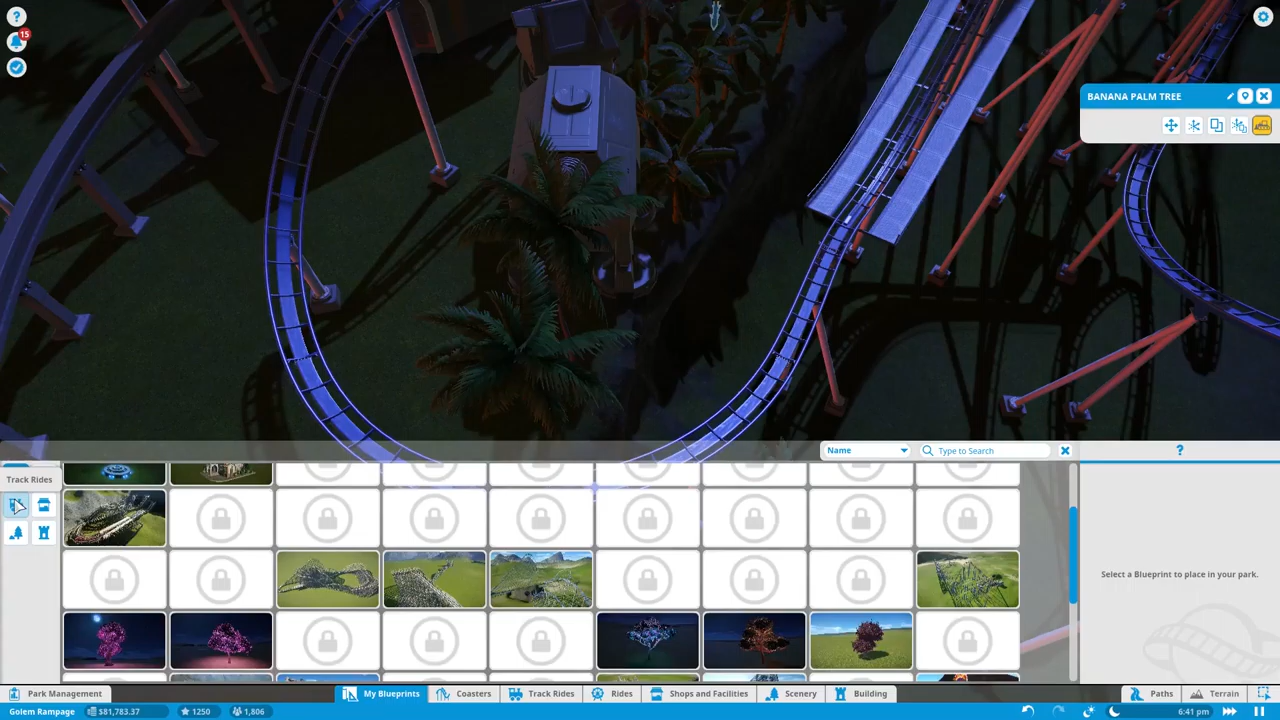 ?
15
BANANA PALM TREE
Name
Type to Search
?
Track Rides
Select a Blueprint to place in your park.
Park Management
My Blueprints
Coasters
Track Rides
Rides
Shops and Facilities
Scenery
Building
Paths
Terrain
Golem Rampage
$81,783.37
1250
1,806
6:41 pm